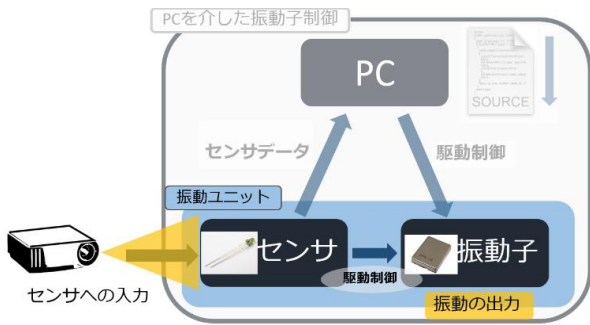 PCを介した振動子制御
PC
SOURCE
センサデータ
駆動制御
振動ユニット
センサ
振動子
駆動制御
センサへの入力
振動の出力